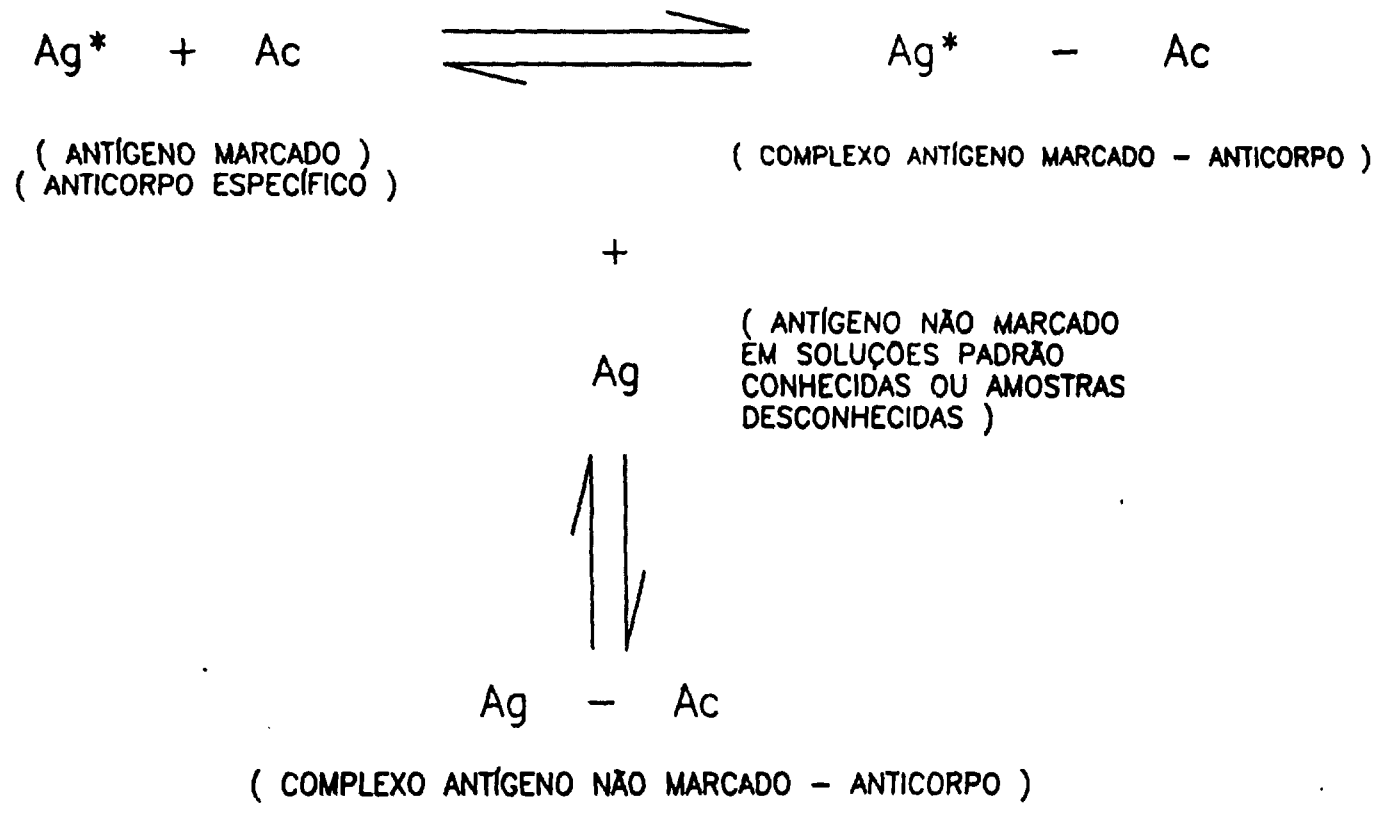 Ag* + Ac Ag* - Ac
( ANTÍGENO MARCADO )
( ANTICORPO ESPECÍFICO )
( COMPLEXO ANTÍGENO MARCADO - ANTICORPO )
+
Ag
( ANTÍGENO NÃO MARCADO
EM SOLUÇÕES PADRÃO
CONHECIDAS OU AMOSTRAS
DESCONHECIDAS )
Ag - Ac
( COMPLEXO ANTÍGENO NÃO MARCADO - ANTICORPO )